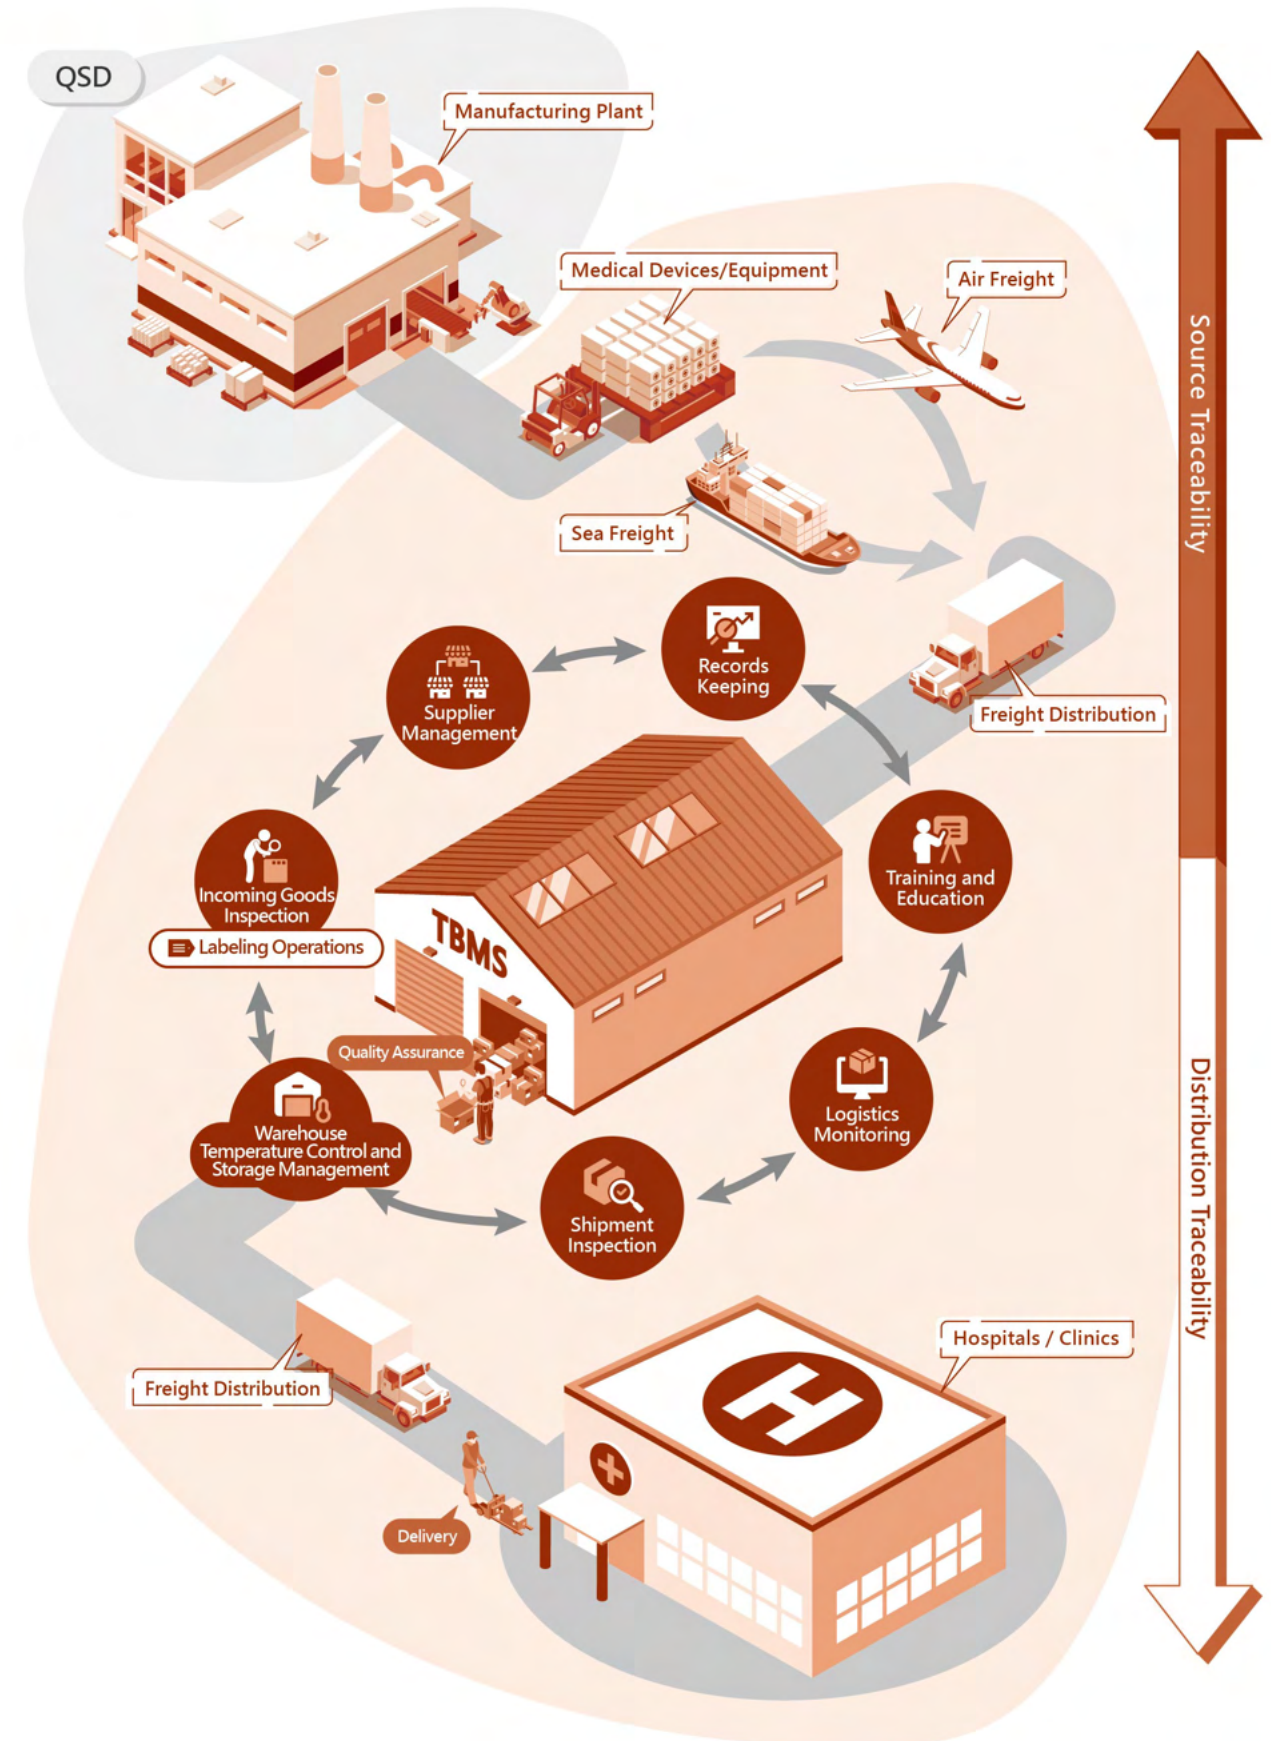 QSD
Manufacturing Plant
Medical Devices/Equipment
Air Freight
Source Traceability
Sea Freight
Records
Keeping
Supplier
Management
Freight Distribution
Incoming Goods
Inspection
Labeling Operations
Training and
Education
TBMS
Quality Assurance
Warehouse
Temperature Control and
Storage Management
Logistics
Monitoring
Shipment
Inspection
Distribution Traceability
Hospitals / Clinics
H
Freight Distribution
Delivery